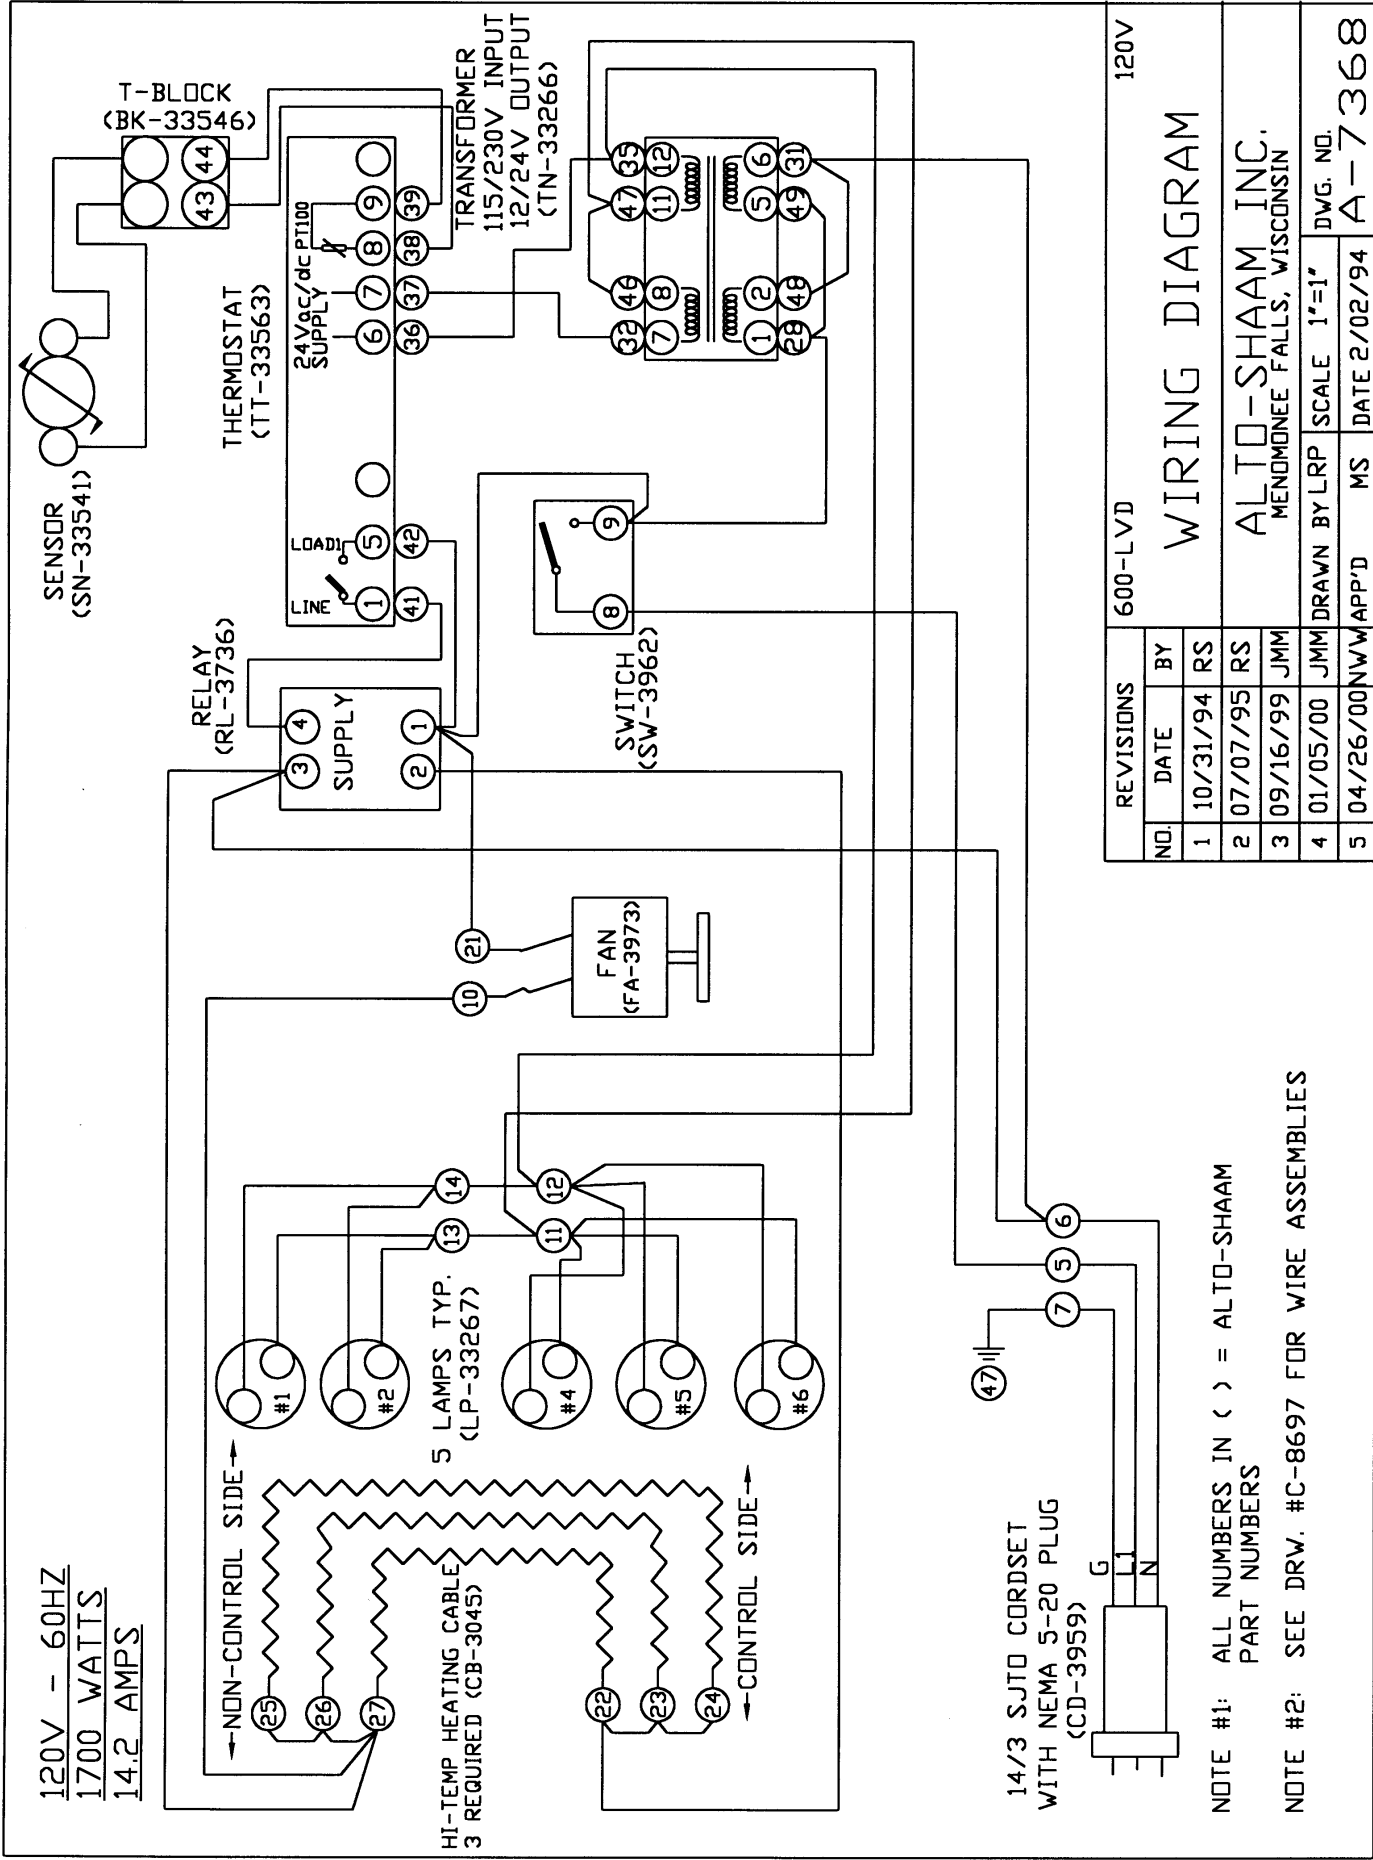 120V - 60HZ
1700 WATTS
14.2 AMPS
SENSOR
(SN-33541)
T-BLOCK
(BK-33546)
43 44
THERMOSTAT
(TT-33563)
LINE
LOAD1
24Vac/dc
SUPPLY
PT100
1 5 6 7 8 9
41 42 36 37 38 39
RELAY
(RL-3736)
SUPPLY
3 4
2 1
TRANSFORMER
115/230V INPUT
12/24V OUTPUT
(TN-33266)
32 46 47 35
7 8 11 12
1 2 5 6
28 48 49 31
SWITCH
(SW-3962)
8 9
FAN
(FA-3973)
10 21
←NON-CONTROL SIDE→
25
26
27
HI-TEMP HEATING CABLE
3 REQUIRED (CB-3045)
22
23
24
←CONTROL SIDE→
#1
#2
5 LAMPS TYP.
(LP-33267)
#4
#5
#6
13 14
11 12
47
7 5 6
14/3 SJTO CORDSET
WITH NEMA 5-20 PLUG
(CD-3959)
G
L1
N
NOTE #1: ALL NUMBERS IN ( ) = ALTO-SHAAM
PART NUMBERS
NOTE #2: SEE DRW. #C-8697 FOR WIRE ASSEMBLIES
REVISIONS
NO. DATE BY
1 10/31/94 RS
2 07/07/95 RS
3 09/16/99 JMM
4 01/05/00 JMM
5 04/26/00 NWW
600-LVD 120V
WIRING DIAGRAM
ALTO-SHAAM INC.
MENOMONEE FALLS, WISCONSIN
DRAWN BY LRP SCALE 1"=1" DWG. NO.
APP'D MS DATE 2/02/94 A-7368